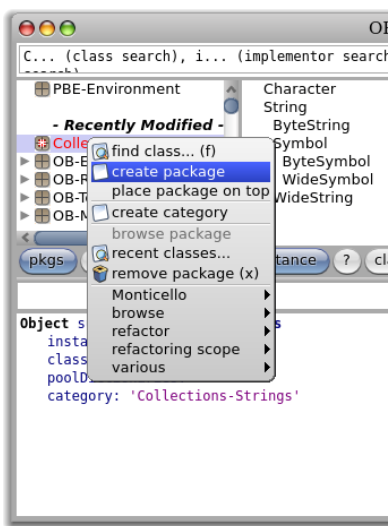 OB
C... (class search), i... (implementor search
PBE-Environment
Character
String
- Recently Modified -
ByteString
Symbol
ByteSymbol
WideSymbol
WideString
find class... (f)
create package
place package on top
create category
browse package
recent classes...
remove package (x)
Monticello
browse
refactor
refactoring scope
various
pkgs
?
Object
category: 'Collections-Strings'